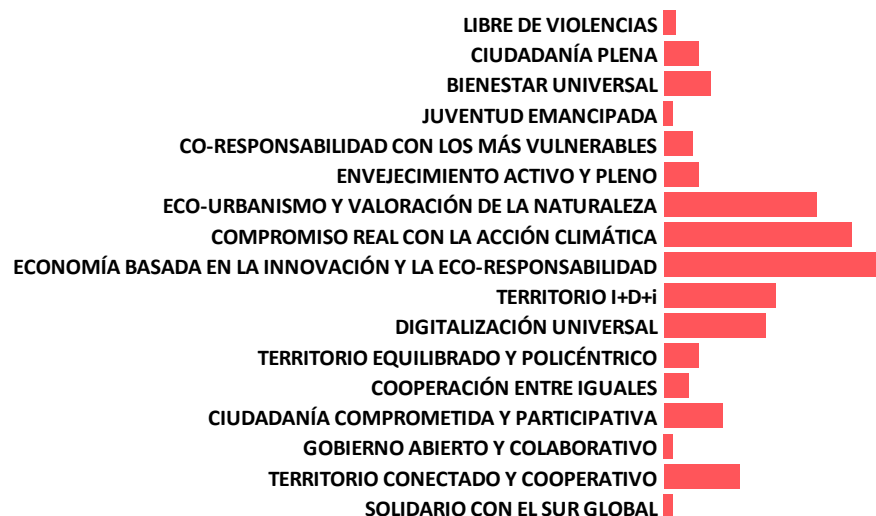 LIBRE DE VIOLENCIAS
CIUDADANÍA PLENA
BIENESTAR UNIVERSAL
JUVENTUD EMANCIPADA
CO-RESPONSABILIDAD CON LOS MÁS VULNERABLES
ENVEJECIMIENTO ACTIVO Y PLENO
ECO-URBANISMO Y VALORACIÓN DE LA NATURALEZA
COMPROMISO REAL CON LA ACCIÓN CLIMÁTICA
ECONOMÍA BASADA EN LA INNOVACIÓN Y LA ECO-RESPONSABILIDAD
TERRITORIO I+D+i
DIGITALIZACIÓN UNIVERSAL
TERRITORIO EQUILIBRADO Y POLICÉNTRICO
COOPERACIÓN ENTRE IGUALES
CIUDADANÍA COMPROMETIDA Y PARTICIPATIVA
GOBIERNO ABIERTO Y COLABORATIVO
TERRITORIO CONECTADO Y COOPERATIVO
SOLIDARIO CON EL SUR GLOBAL